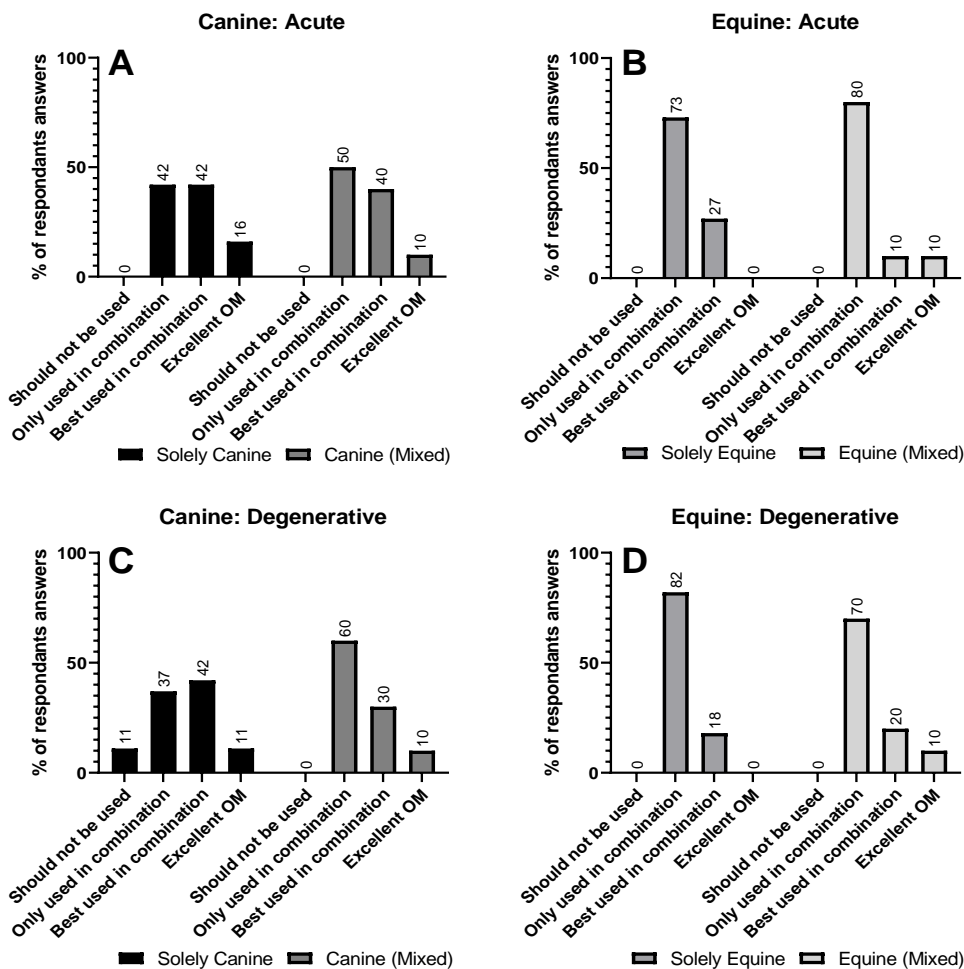 Canine: Acute
A
% of respondants answers
100
50
0
0
42
42
16
0
50
40
10
Should not be used
Only used in combination
Best used in combination
Excellent OM
Should not be used
Only used in combination
Best used in combination
Excellent OM
Solely Canine
Canine (Mixed)
Equine: Acute
B
% of respondants answers
100
50
0
0
73
27
0
0
80
10
10
Should not be used
Only used in combination
Best used in combination
Excellent OM
Should not be used
Only used in combination
Best used in combination
Excellent OM
Solely Equine
Equine (Mixed)
Canine: Degenerative
C
% of respondants answers
100
50
0
11
37
42
11
0
60
30
10
Should not be used
Only used in combination
Best used in combination
Excellent OM
Should not be used
Only used in combination
Best used in combination
Excellent OM
Solely Canine
Canine (Mixed)
Equine: Degenerative
D
% of respondants answers
100
50
0
0
82
18
0
0
70
20
10
Should not be used
Only used in combination
Best used in combination
Excellent OM
Should not be used
Only used in combination
Best used in combination
Excellent OM
Solely Equine
Equine (Mixed)